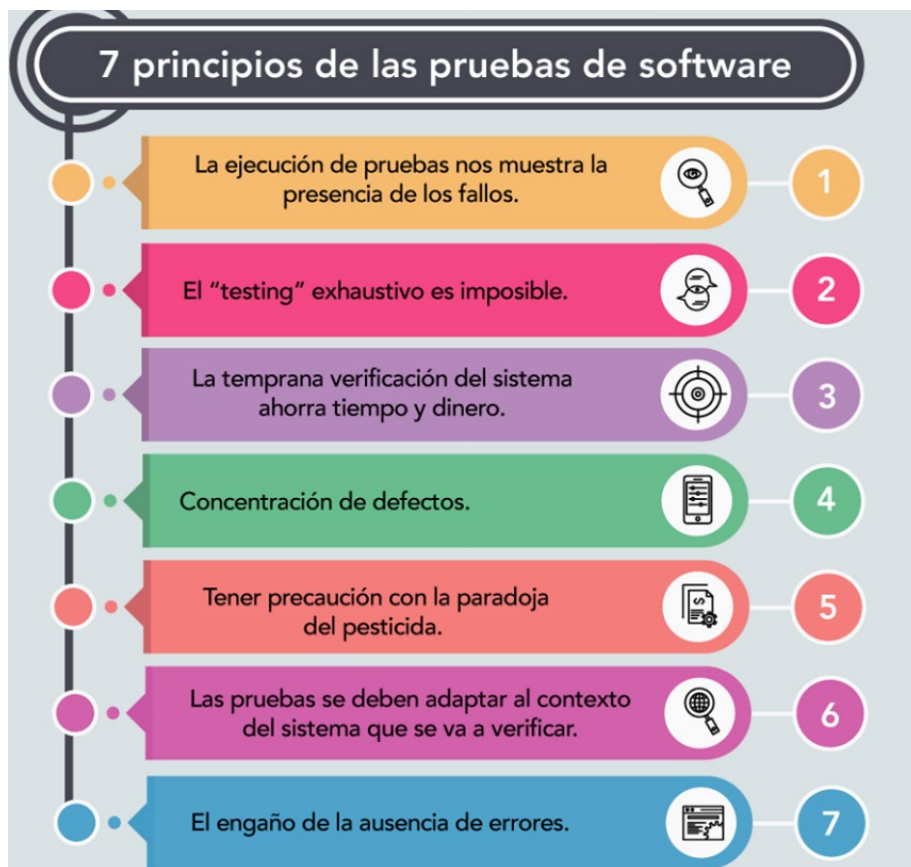 7 principios de las pruebas de software
La ejecución de pruebas nos muestra la
presencia de los fallos.
1
El “testing” exhaustivo es imposible.
2
La temprana verificación del sistema
ahorra tiempo y dinero.
3
Concentración de defectos.
4
Tener precaución con la paradoja
del pesticida.
5
Las pruebas se deben adaptar al contexto
del sistema que se va a verificar.
6
El engaño de la ausencia de errores.
7